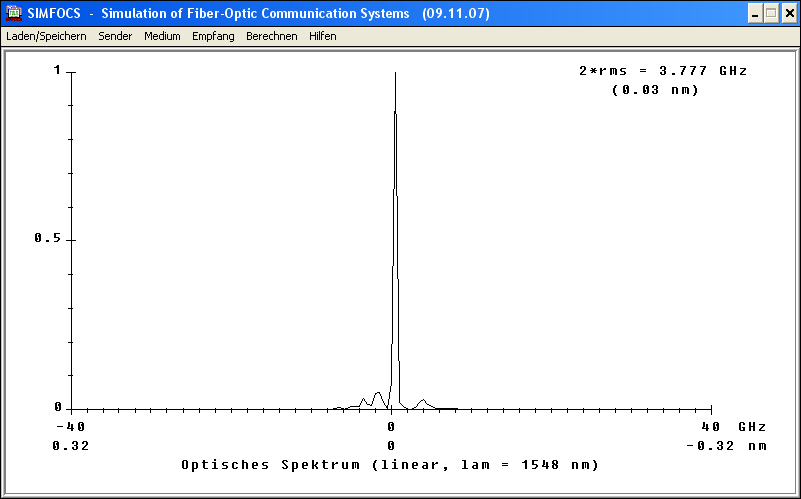 SIMFOCS - Simulation of Fiber-Optic Communication Systems (09.11.07)
Laden/Speichern Sender Medium Empfang Berechnen Hilfen
1
2*rms = 3.777 GHz
(0.03 nm)
0.5
0
-40 0 40 GHz
0.32 0 -0.32 nm
Optisches Spektrum (linear, lam = 1548 nm)